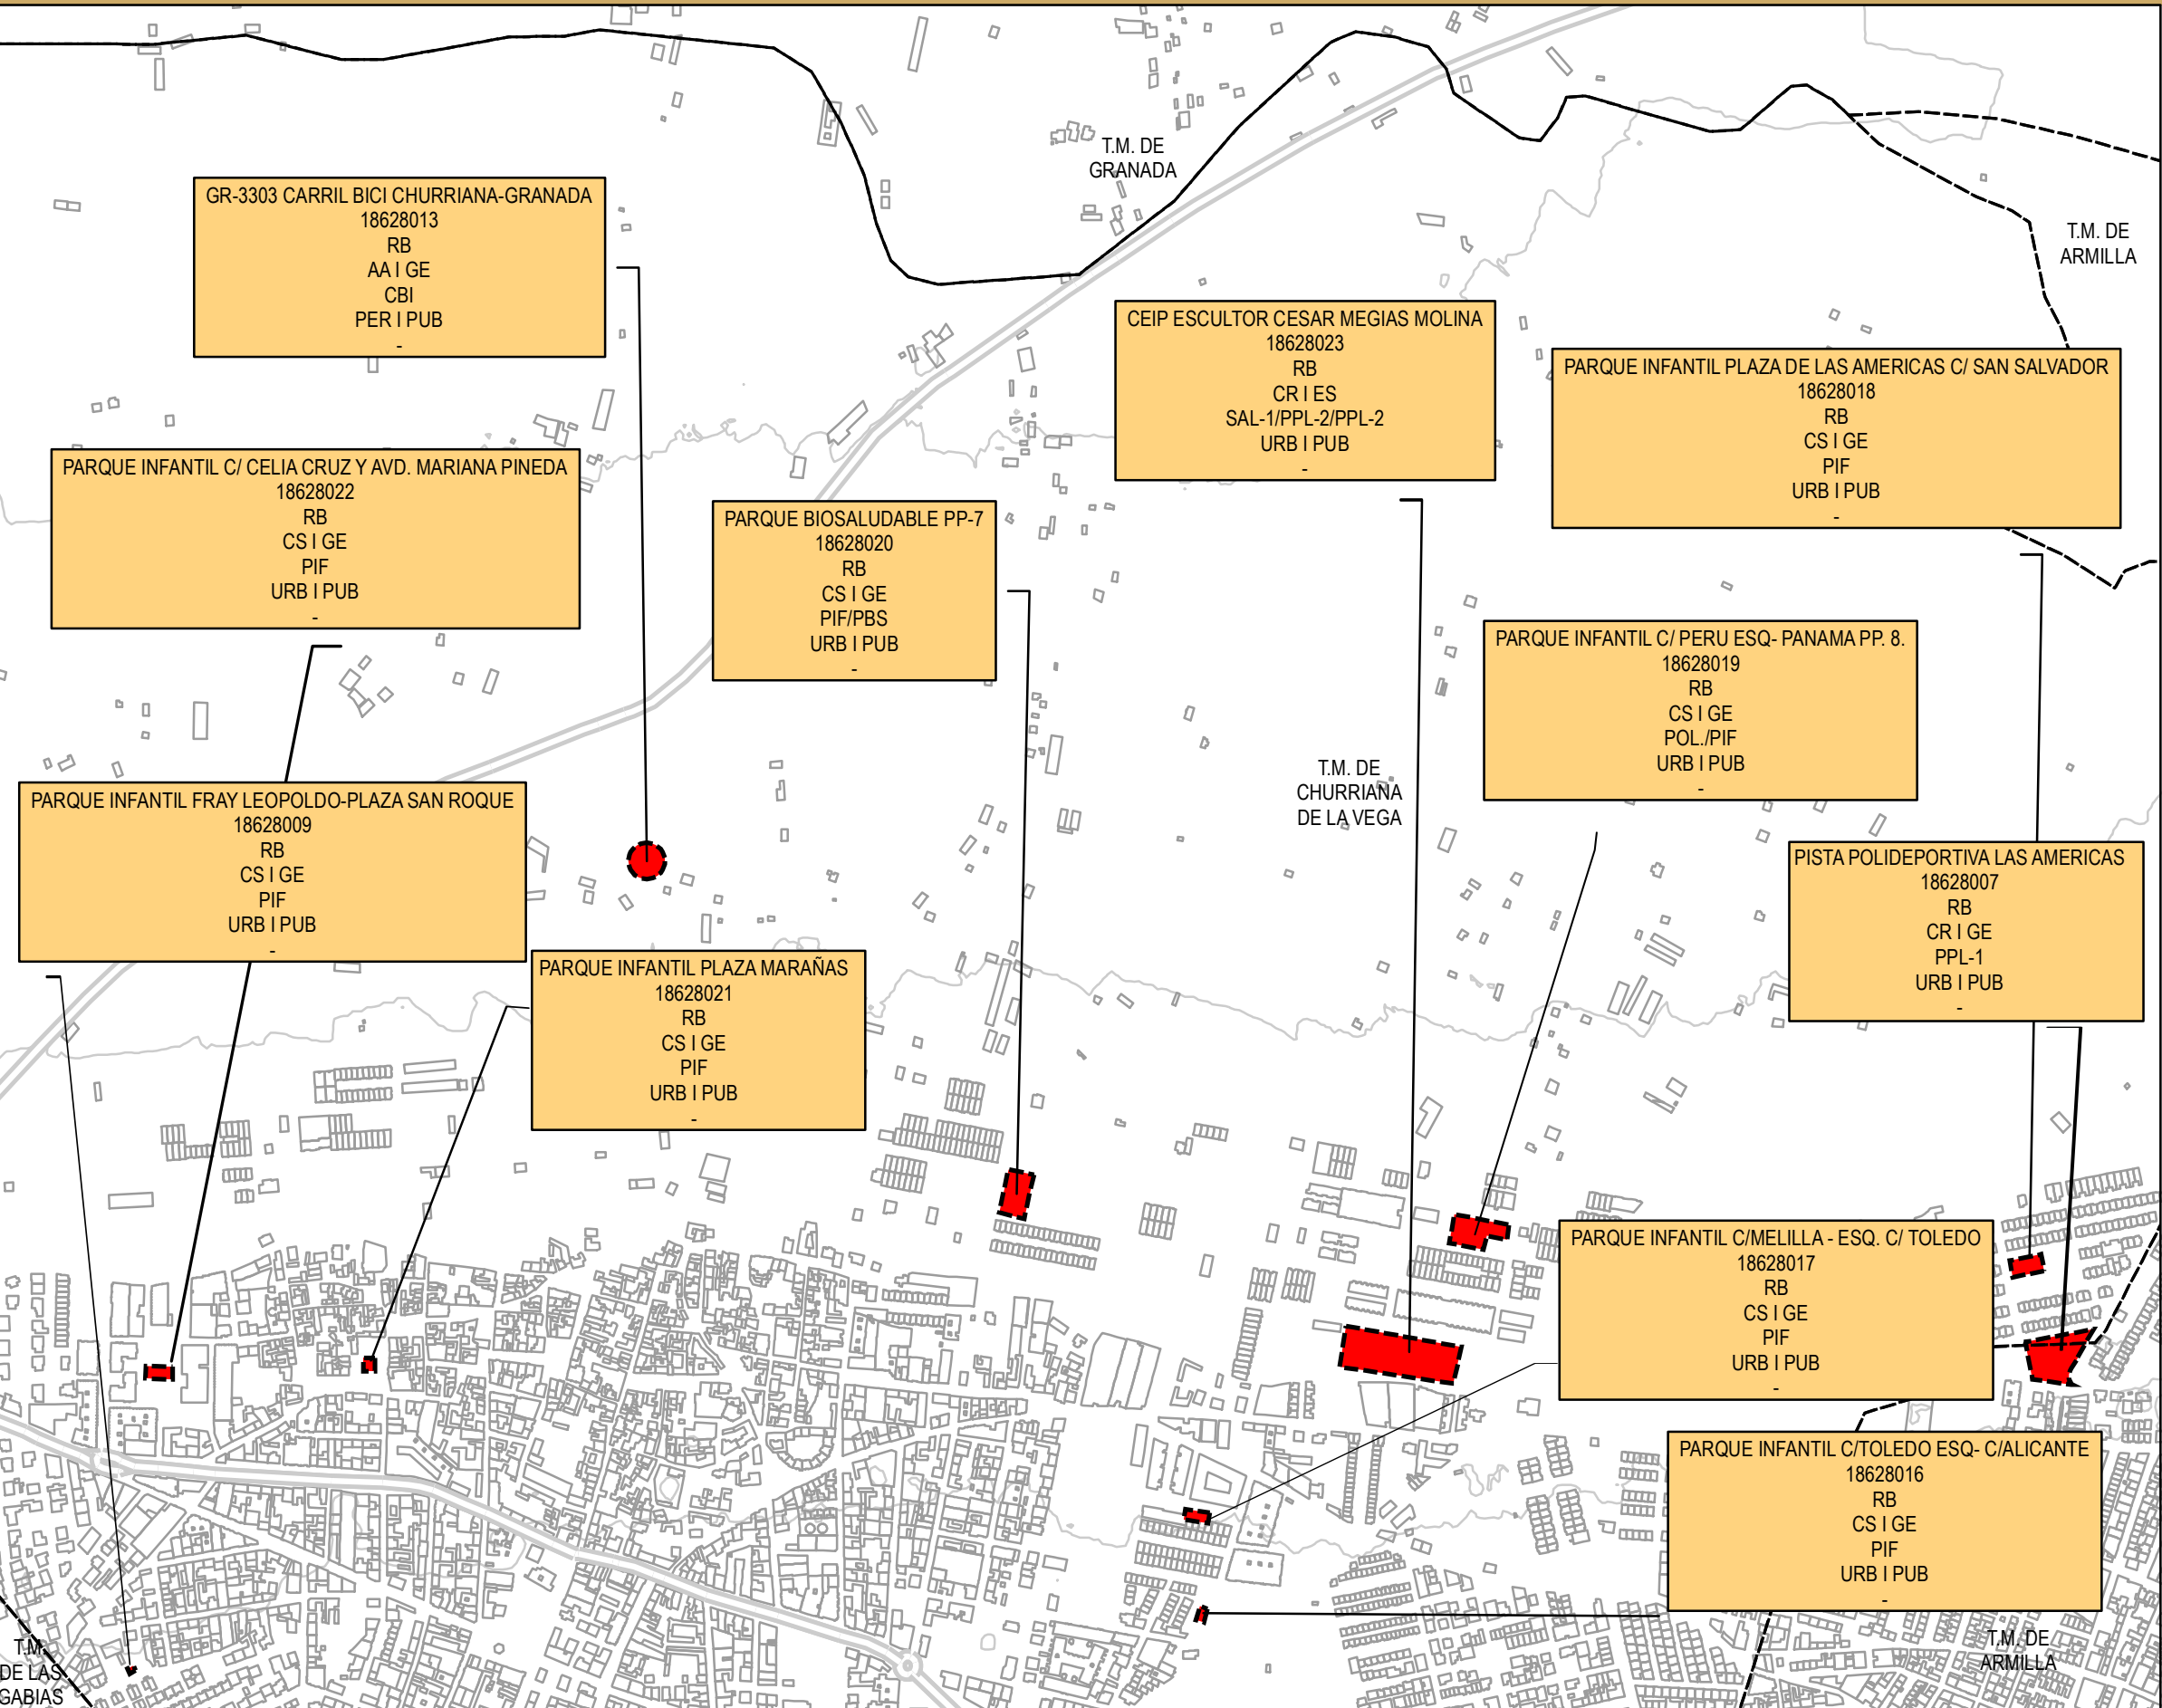 T.M. DE
GRANADA
T.M. DE
ARMILLA
GR-3303 CARRIL BICI CHURRIANA-GRANADA
18628013
RB
AA I GE
CBI
PER I PUB
-
CEIP ESCULTOR CESAR MEGIAS MOLINA
18628023
RB
CR I ES
SAL-1/PPL-2/PPL-2
URB I PUB
-
PARQUE INFANTIL PLAZA DE LAS AMERICAS C/ SAN SALVADOR
18628018
RB
CS I GE
PIF
URB I PUB
-
PARQUE INFANTIL C/ CELIA CRUZ Y AVD. MARIANA PINEDA
18628022
RB
CS I GE
PIF
URB I PUB
-
PARQUE BIOSALUDABLE PP-7
18628020
RB
CS I GE
PIF/PBS
URB I PUB
-
PARQUE INFANTIL C/ PERU ESQ- PANAMA PP. 8.
18628019
RB
CS I GE
POL./PIF
URB I PUB
-
T.M. DE
CHURRIANA
DE LA VEGA
PARQUE INFANTIL FRAY LEOPOLDO-PLAZA SAN ROQUE
18628009
RB
CS I GE
PIF
URB I PUB
-
PISTA POLIDEPORTIVA LAS AMERICAS
18628007
RB
CR I GE
PPL-1
URB I PUB
-
PARQUE INFANTIL PLAZA MARAÑAS
18628021
RB
CS I GE
PIF
URB I PUB
-
PARQUE INFANTIL C/MELILLA - ESQ. C/ TOLEDO
18628017
RB
CS I GE
PIF
URB I PUB
-
PARQUE INFANTIL C/TOLEDO ESQ- C/ALICANTE
18628016
RB
CS I GE
PIF
URB I PUB
-
T.M.
DE LAS
GABIAS
T.M. DE
ARMILLA